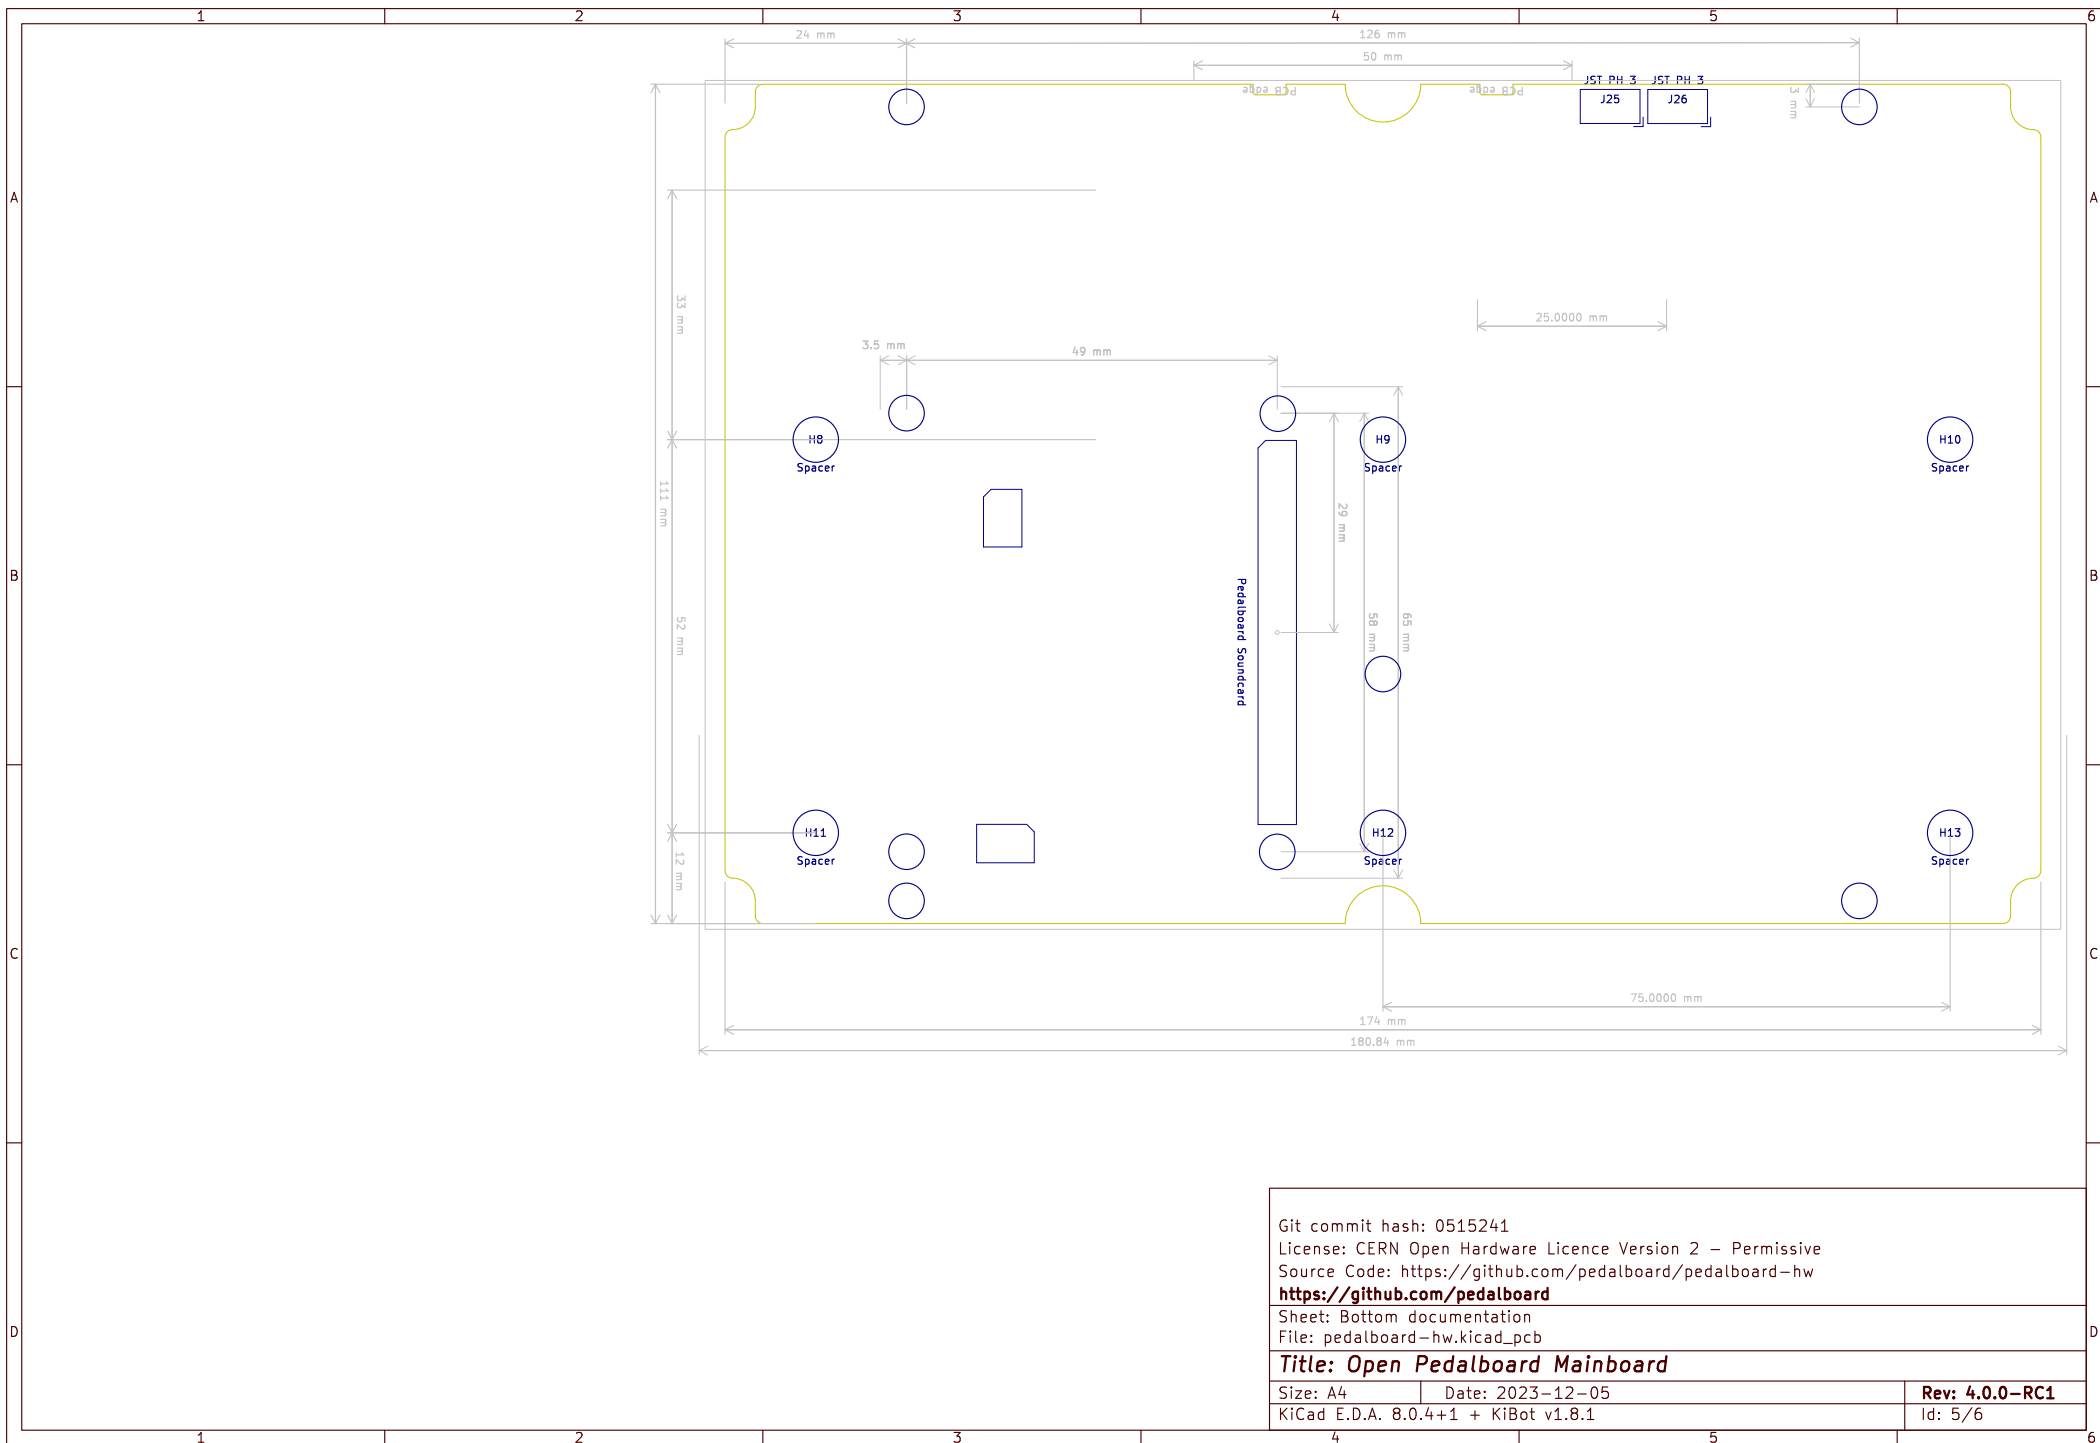 1 2 3 4 5 6
24 mm
126 mm
50 mm
JST PH 3 JST PH 3
PCB edge PCB edge
J25 J26
3 mm
A A
33 mm
25.0000 mm
3.5 mm
49 mm
H8 H9 H10
Spacer Spacer Spacer
111 mm
29 mm
B B
Pedalboard Soundcard
52 mm
58 mm
65 mm
H11 H12 H13
Spacer Spacer Spacer
12 mm
C C
75.0000 mm
174 mm
180.84 mm
Git commit hash: 0515241
License: CERN Open Hardware Licence Version 2 - Permissive
Source Code: https://github.com/pedalboard/pedalboard-hw
https://github.com/pedalboard
Sheet: Bottom documentation
File: pedalboard-hw.kicad_pcb
D D
Title: Open Pedalboard Mainboard
Size: A4 Date: 2023-12-05 Rev: 4.0.0-RC1
KiCad E.D.A. 8.0.4+1 + KiBot v1.8.1 Id: 5/6
1 2 3 4 5 6